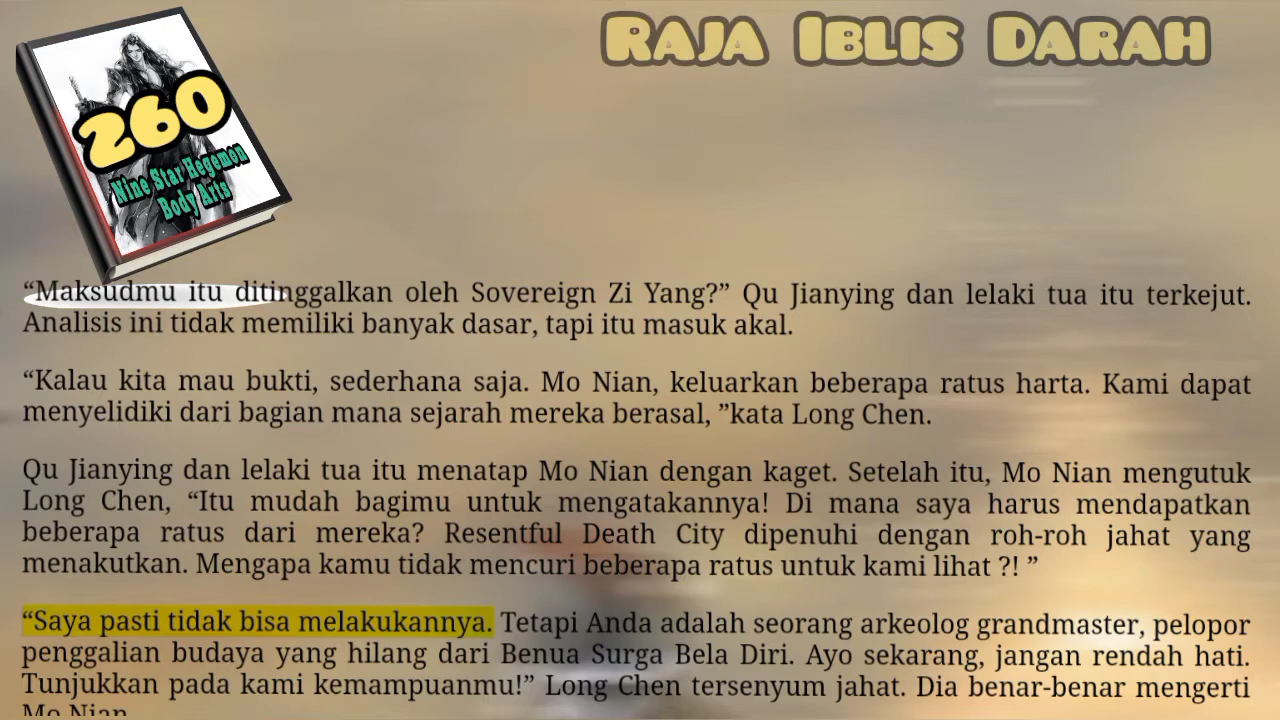 Raja Iblis Darah
260
Nine Star Hegemon
Body Arts
“Maksudmu itu ditinggalkan oleh Sovereign Zi Yang?” Qu Jianying dan lelaki tua itu terkejut.
Analisis ini tidak memiliki banyak dasar, tapi itu masuk akal.
“Kalau kita mau bukti, sederhana saja. Mo Nian, keluarkan beberapa ratus harta. Kami dapat
menyelidiki dari bagian mana sejarah mereka berasal, ”kata Long Chen.
Qu Jianying dan lelaki tua itu menatap Mo Nian dengan kaget. Setelah itu, Mo Nian mengutuk
Long Chen, “Itu mudah bagimu untuk mengatakannya! Di mana saya harus mendapatkan
beberapa ratus dari mereka? Resentful Death City dipenuhi dengan roh-roh jahat yang
menakutkan. Mengapa kamu tidak mencuri beberapa ratus untuk kami lihat ?! ”
“Saya pasti tidak bisa melakukannya. Tetapi Anda adalah seorang arkeolog grandmaster, pelopor
penggalian budaya yang hilang dari Benua Surga Bela Diri. Ayo sekarang, jangan rendah hati.
Tunjukkan pada kami kemampuanmu!” Long Chen tersenyum jahat. Dia benar-benar mengerti
Mo Nian